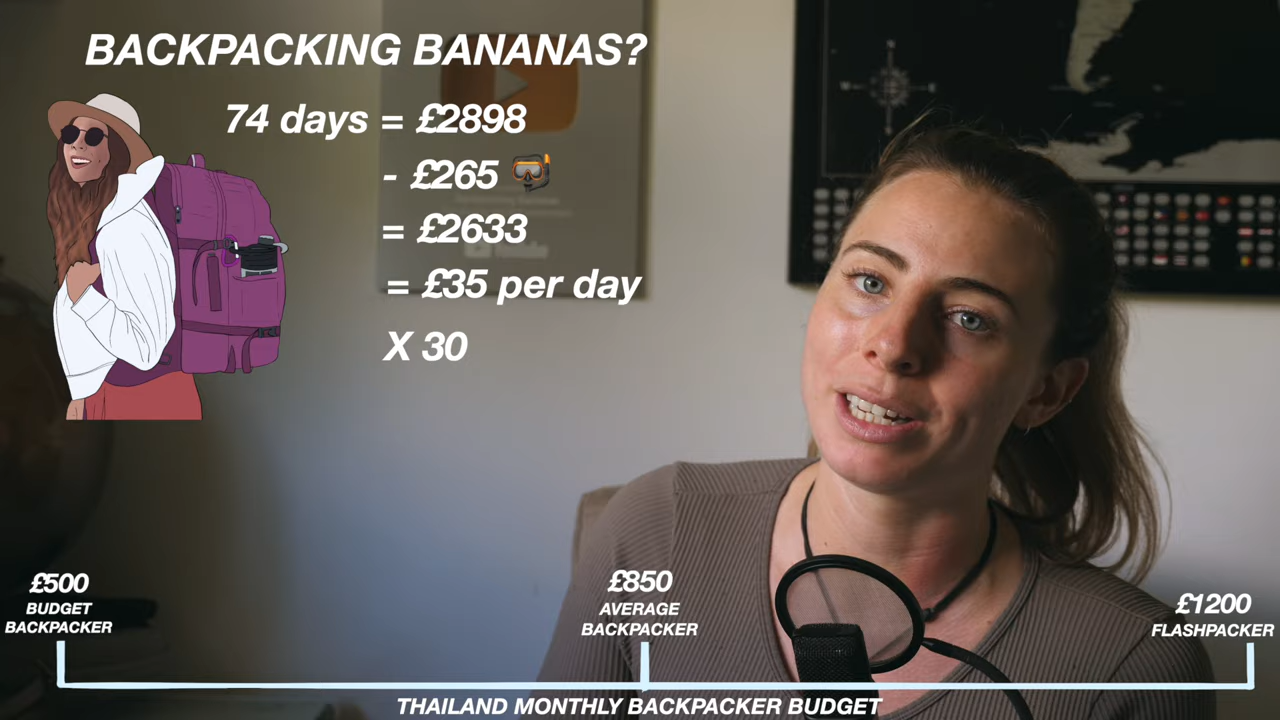 BACKPACKING BANANAS?
74 days = £2898
- £265
= £2633
= £35 per day
X 30
£500
BUDGET
BACKPACKER
£850
AVERAGE
BACKPACKER
£1200
FLASHPACKER
THAILAND MONTHLY BACKPACKER BUDGET